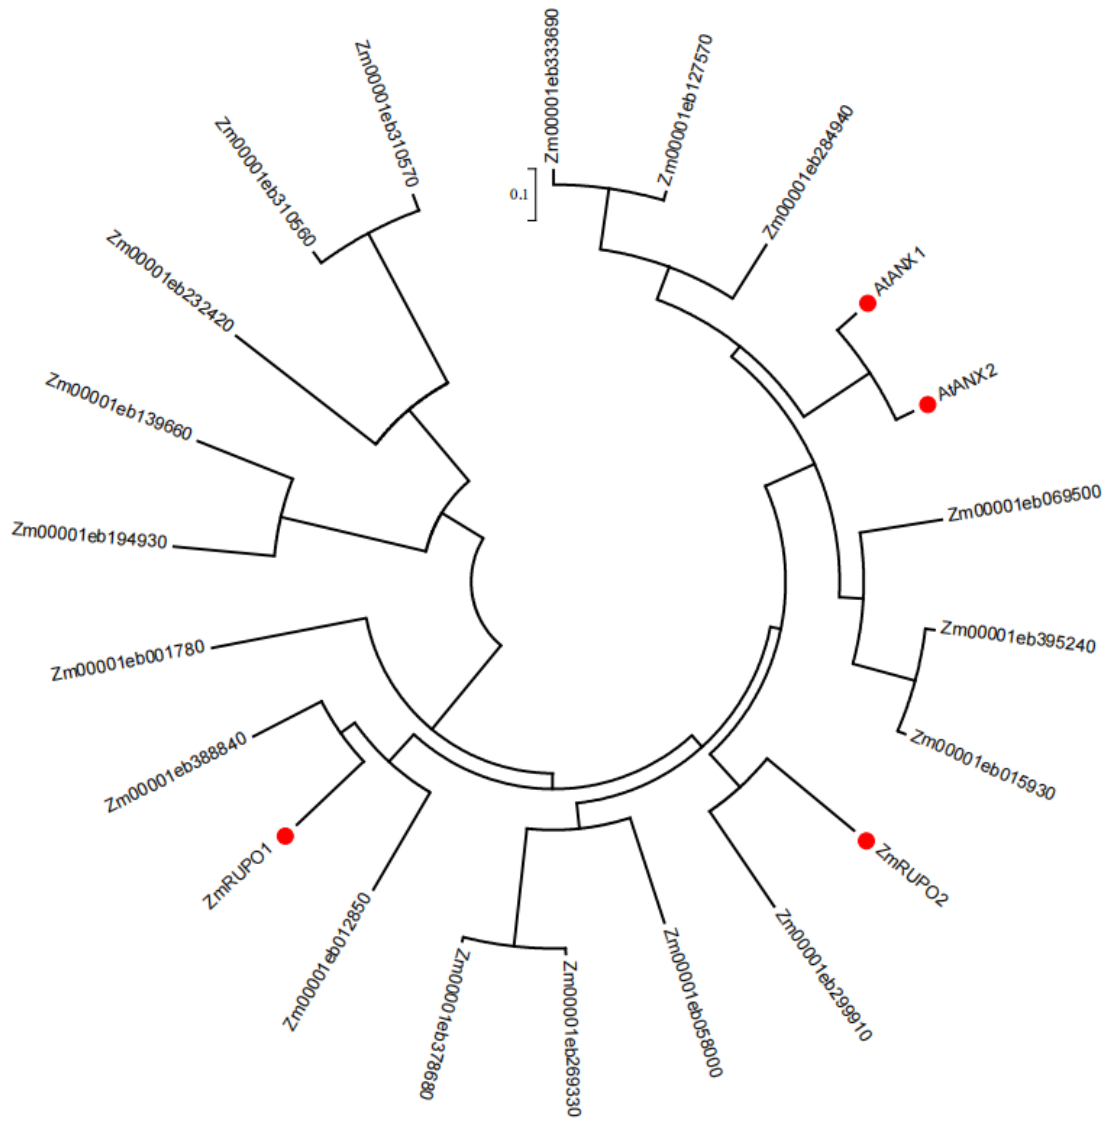 Zm00001eb333690
Zm00001eb127570
Zm00001eb284940
AtANX1
AtANX2
Zm00001eb069500
Zm00001eb395240
Zm00001eb015930
ZmRUPO2
Zm00001eb299910
Zm00001eb058000
Zm00001eb269330
Zm00001eb378680
Zm00001eb012850
ZmRUPO1
Zm00001eb388840
Zm00001eb001780
Zm00001eb194930
Zm00001eb139660
Zm00001eb232420
Zm00001eb310560
Zm00001eb310570
0.1